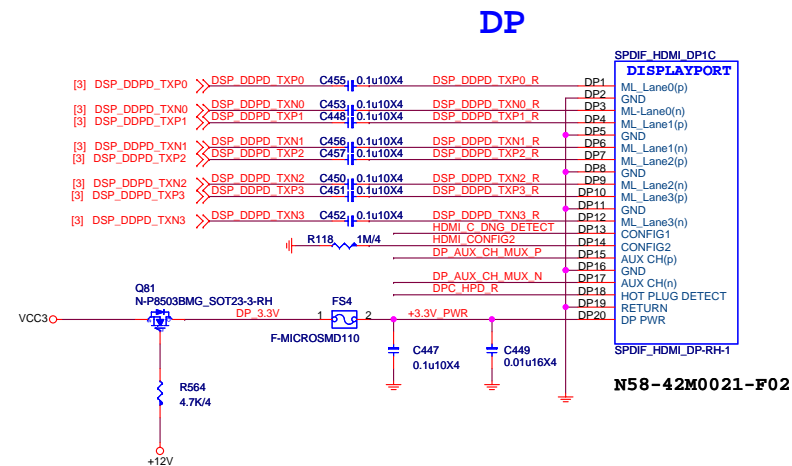 DP
SPDIF_HDMI_DP1C
DISPLAYPORT
[3] DSP_DDPD_TXP0 DSP_DDPD_TXP0 C455 0.1u10X4 DSP_DDPD_TXP0_R DP1 ML_Lane0(p)
DP2 GND
[3] DSP_DDPD_TXN0 DSP_DDPD_TXN0 C453 0.1u10X4 DSP_DDPD_TXN0_R DP3 ML-Lane0(n)
[3] DSP_DDPD_TXP1 DSP_DDPD_TXP1 C448 0.1u10X4 DSP_DDPD_TXP1_R DP4 ML_Lane1(p)
DP5 GND
[3] DSP_DDPD_TXN1 DSP_DDPD_TXN1 C456 0.1u10X4 DSP_DDPD_TXN1_R DP6 ML_Lane1(n)
[3] DSP_DDPD_TXP2 DSP_DDPD_TXP2 C457 0.1u10X4 DSP_DDPD_TXP2_R DP7 ML_Lane2(p)
DP8 GND
[3] DSP_DDPD_TXN2 DSP_DDPD_TXN2 C450 0.1u10X4 DSP_DDPD_TXN2_R DP9 ML_Lane2(n)
[3] DSP_DDPD_TXP3 DSP_DDPD_TXP3 C451 0.1u10X4 DSP_DDPD_TXP3_R DP10 ML_Lane3(p)
DP11 GND
[3] DSP_DDPD_TXN3 DSP_DDPD_TXN3 C452 0.1u10X4 DSP_DDPD_TXN3_R DP12 ML_Lane3(n)
HDMI_C_DNG_DETECT DP13 CONFIG1
R118 1M/4 HDMI_CONFIG2 DP14 CONFIG2
DP_AUX_CH_MUX_P DP15 AUX CH(p)
DP16 GND
DP_AUX_CH_MUX_N DP17 AUX CH(n)
DPC_HPD_R DP18 HOT PLUG DETECT
DP19 RETURN
Q81
N-P8503BMG_SOT23-3-RH
FS4
VCC3 DP_3.3V 1 2 +3.3V_PWR DP20 DP PWR
F-MICROSMD110
SPDIF_HDMI_DP-RH-1
C447
0.1u10X4
C449
0.01u16X4
N58-42M0021-F02
R564
4.7K/4
+12V